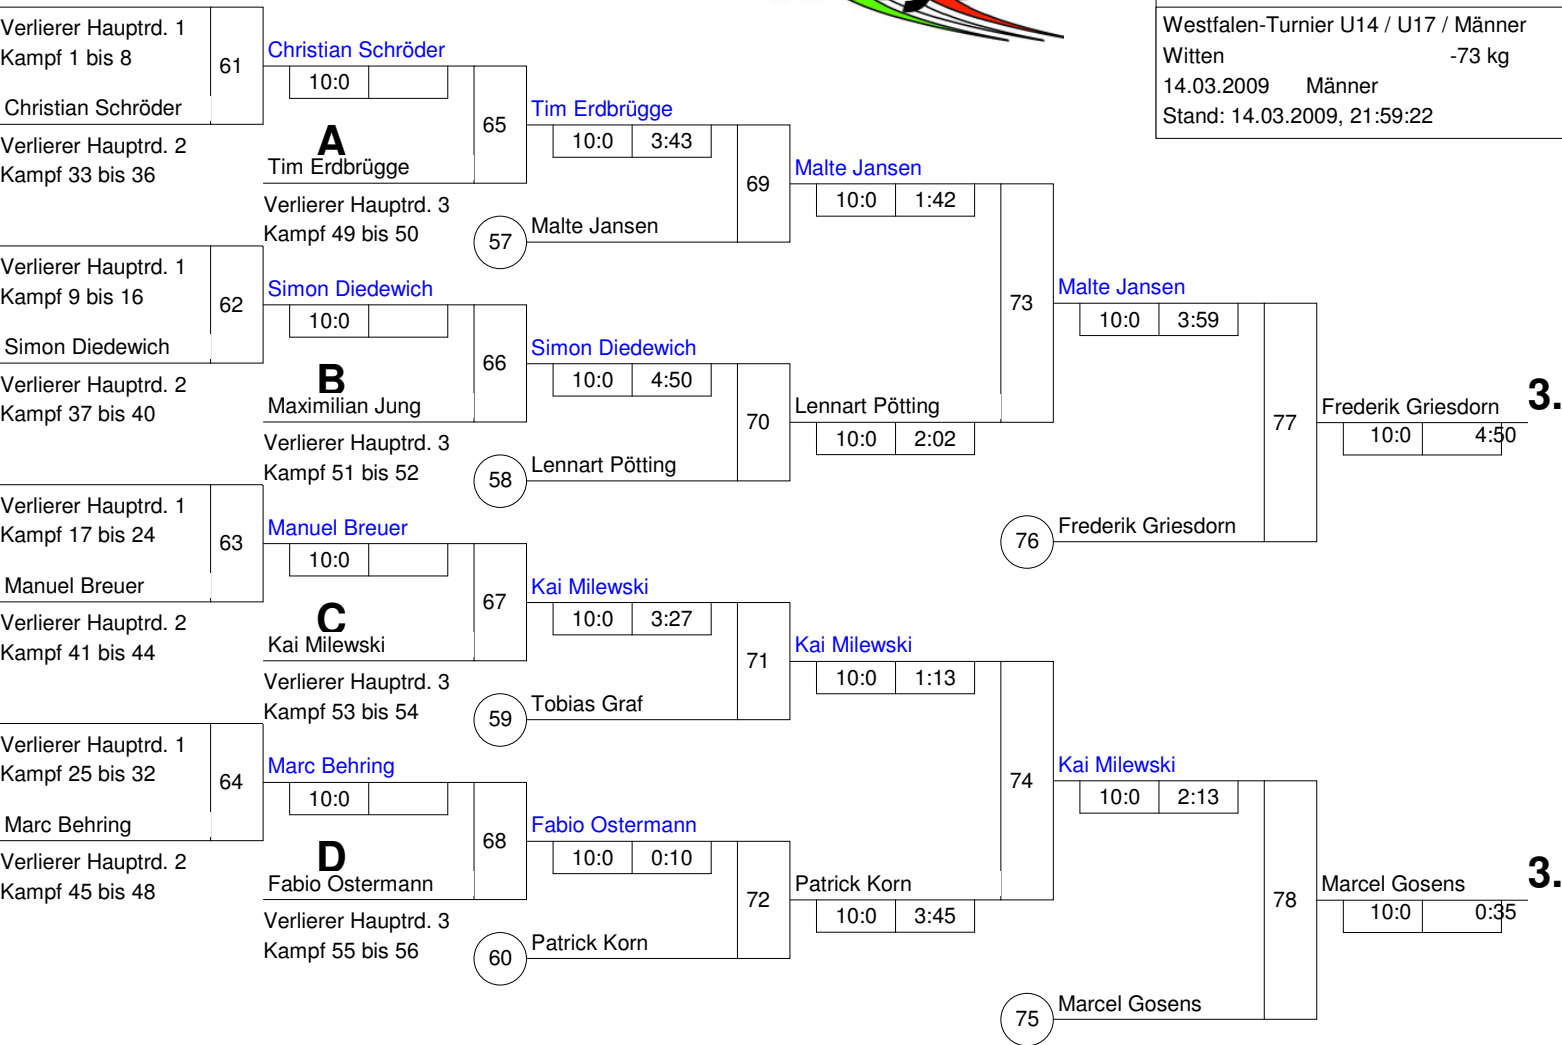 Westfalen-Turnier U14 / U17 / Männer
Witten -73 kg
14.03.2009 Männer
Stand: 14.03.2009, 21:59:22
Verlierer Hauptrd. 1
Kampf 1 bis 8
61
Christian Schröder
Verlierer Hauptrd. 2
Kampf 33 bis 36
Verlierer Hauptrd. 1
Kampf 9 bis 16
62
Simon Diedewich
Verlierer Hauptrd. 2
Kampf 37 bis 40
Verlierer Hauptrd. 1
Kampf 17 bis 24
63
Manuel Breuer
Verlierer Hauptrd. 2
Kampf 41 bis 44
Verlierer Hauptrd. 1
Kampf 25 bis 32
64
Marc Behring
Verlierer Hauptrd. 2
Kampf 45 bis 48
Christian Schröder
10:0
A
65
Tim Erdbrügge
Verlierer Hauptrd. 3
Kampf 49 bis 50
Simon Diedewich
10:0
B
66
Maximilian Jung
Verlierer Hauptrd. 3
Kampf 51 bis 52
Manuel Breuer
10:0
C
67
Kai Milewski
Verlierer Hauptrd. 3
Kampf 53 bis 54
Marc Behring
10:0
D
68
Fabio Ostermann
Verlierer Hauptrd. 3
Kampf 55 bis 56
Tim Erdbrügge
10:0 3:43
69
57 Malte Jansen
Simon Diedewich
10:0 4:50
70
58 Lennart Pötting
Kai Milewski
10:0 3:27
71
59 Tobias Graf
Fabio Ostermann
10:0 0:10
72
60 Patrick Korn
Malte Jansen
10:0 1:42
73
Lennart Pötting
10:0 2:02
Kai Milewski
10:0 1:13
74
Patrick Korn
10:0 3:45
Malte Jansen
10:0 3:59
77
76 Frederik Griesdorn
Kai Milewski
10:0 2:13
78
75 Marcel Gosens
Frederik Griesdorn 3.
10:0 4:50
Marcel Gosens 3.
10:0 0:35